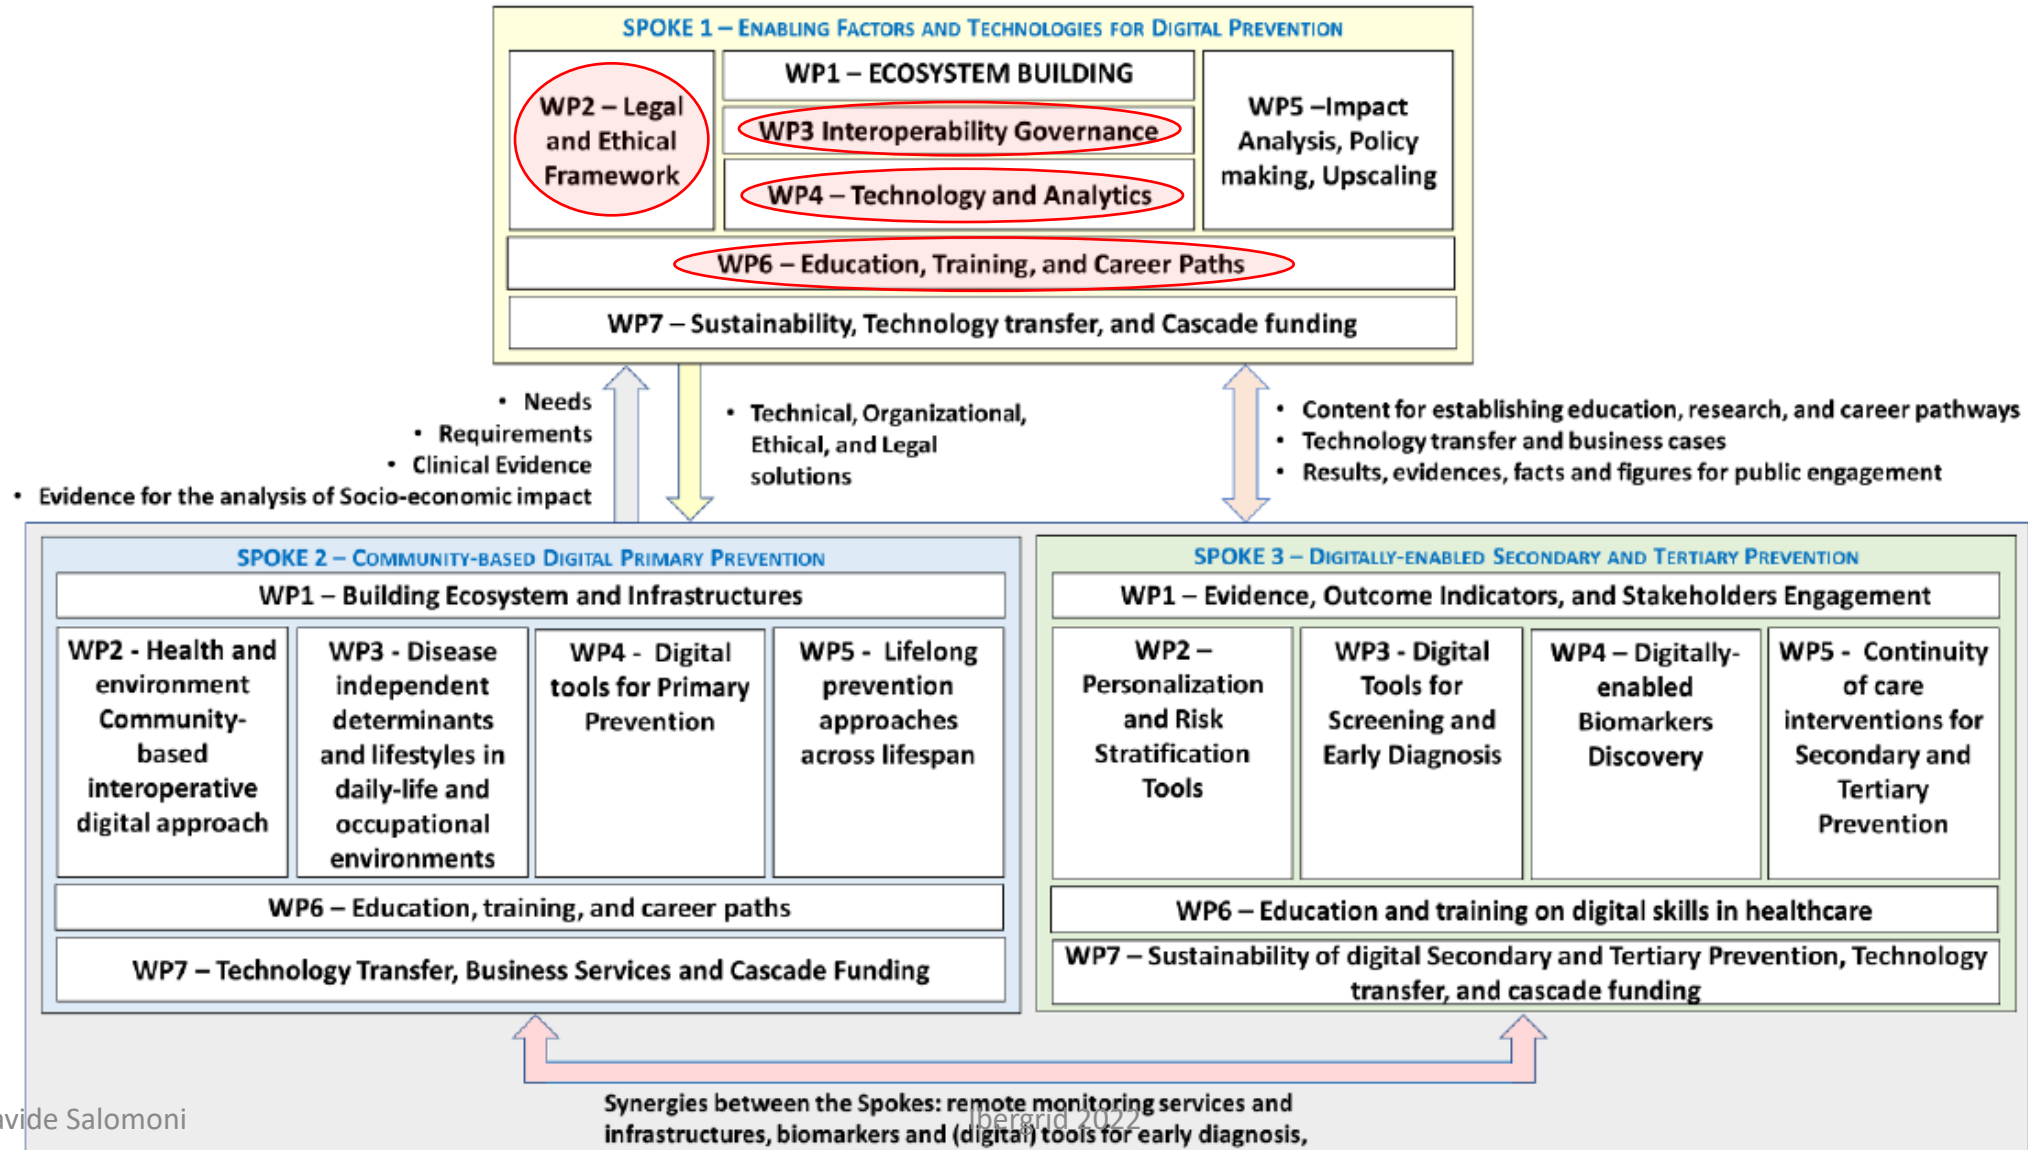 SPOKE 1 – ENABLING FACTORS AND TECHNOLOGIES FOR DIGITAL PREVENTION
WP1 – ECOSYSTEM BUILDING
WP2 – Legal
and Ethical
Framework
WP3 Interoperability Governance
WP4 – Technology and Analytics
WP5 –Impact
Analysis, Policy
making, Upscaling
WP6 – Education, Training, and Career Paths
WP7 – Sustainability, Technology transfer, and Cascade funding
• Needs
• Requirements
• Clinical Evidence
• Evidence for the analysis of Socio-economic impact
• Technical, Organizational,
Ethical, and Legal
solutions
• Content for establishing education, research, and career pathways
• Technology transfer and business cases
• Results, evidences, facts and figures for public engagement
SPOKE 2 – COMMUNITY-BASED DIGITAL PRIMARY PREVENTION
WP1 – Building Ecosystem and Infrastructures
WP2 - Health and
environment
Community-
based
interoperative
digital approach
WP3 - Disease
independent
determinants
and lifestyles in
daily-life and
occupational
environments
WP4 - Digital
tools for Primary
Prevention
WP5 - Lifelong
prevention
approaches
across lifespan
WP6 – Education, training, and career paths
WP7 – Technology Transfer, Business Services and Cascade Funding
SPOKE 3 – DIGITALLY-ENABLED SECONDARY AND TERTIARY PREVENTION
WP1 – Evidence, Outcome Indicators, and Stakeholders Engagement
WP2 –
Personalization
and Risk
Stratification
Tools
WP3 - Digital
Tools for
Screening and
Early Diagnosis
WP4 – Digitally-
enabled
Biomarkers
Discovery
WP5 - Continuity
of care
interventions for
Secondary and
Tertiary
Prevention
WP6 – Education and training on digital skills in healthcare
WP7 – Sustainability of digital Secondary and Tertiary Prevention, Technology
transfer, and cascade funding
Synergies between the Spokes: remote monitoring services and
infrastructures, biomarkers and (digital) tools for early diagnosis,
avide Salomoni
Ibergrid 2022